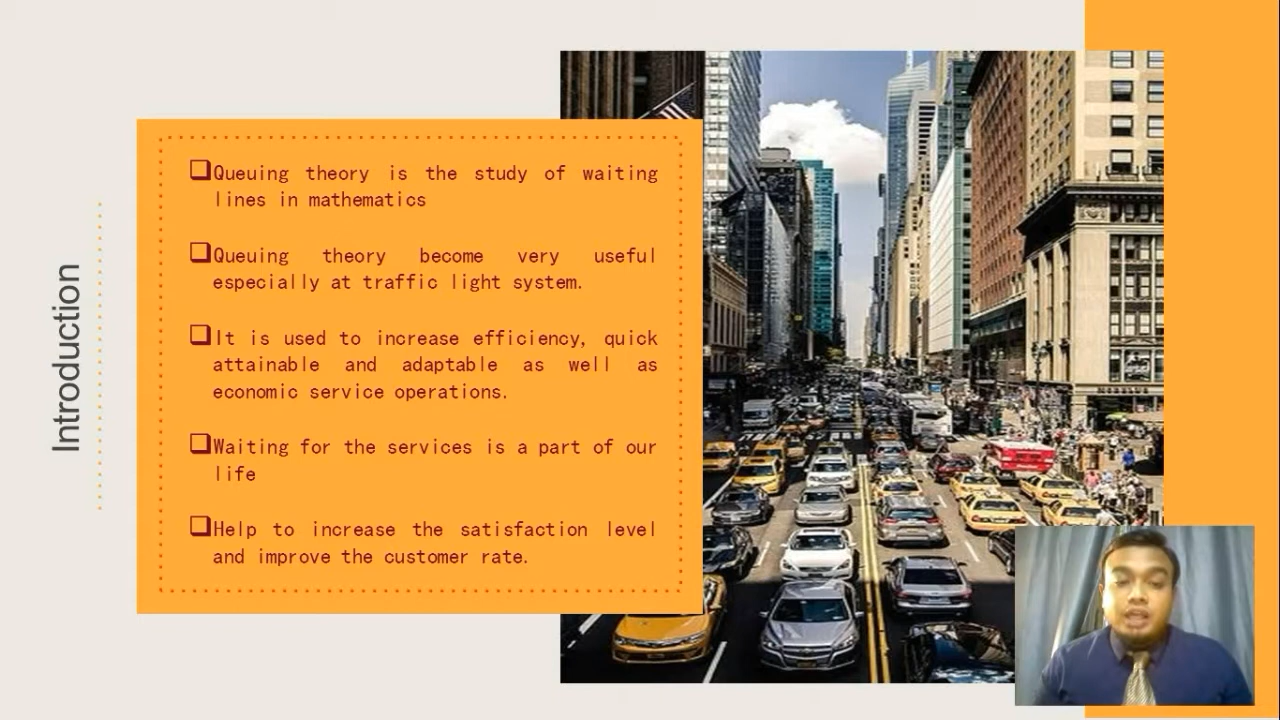 Introduction
❑Queuing theory is the study of waiting
lines in mathematics
❑Queuing theory become very useful
especially at traffic light system.
❑It is used to increase efficiency, quick
attainable and adaptable as well as
economic service operations.
❑Waiting for the services is a part of our
life
❑Help to increase the satisfaction level
and improve the customer rate.